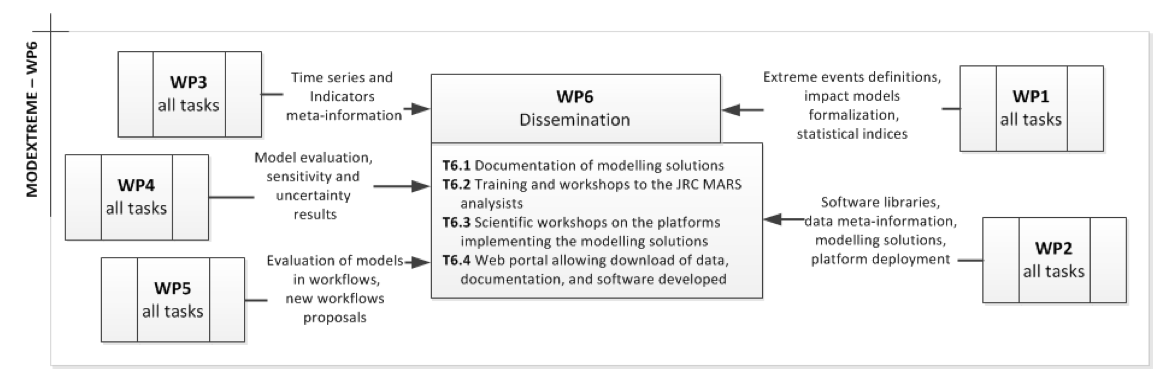 MODEXTREME – WP6
WP3
all tasks
Time series and
Indicators
meta-information
WP4
all tasks
Model evaluation,
sensitivity and
uncertainty
results
WP5
all tasks
Evaluation of models
in workflows,
new workflows
proposals
WP6
Dissemination
T6.1 Documentation of modelling solutions
T6.2 Training and workshops to the JRC MARS
analysists
T6.3 Scientific workshops on the platforms
implementing the modelling solutions
T6.4 Web portal allowing download of data,
documentation, and software developed
Extreme events definitions,
impact models
formalization,
statistical indices
WP1
all tasks
Software libraries,
data meta-information,
modelling solutions,
platform deployment
WP2
all tasks